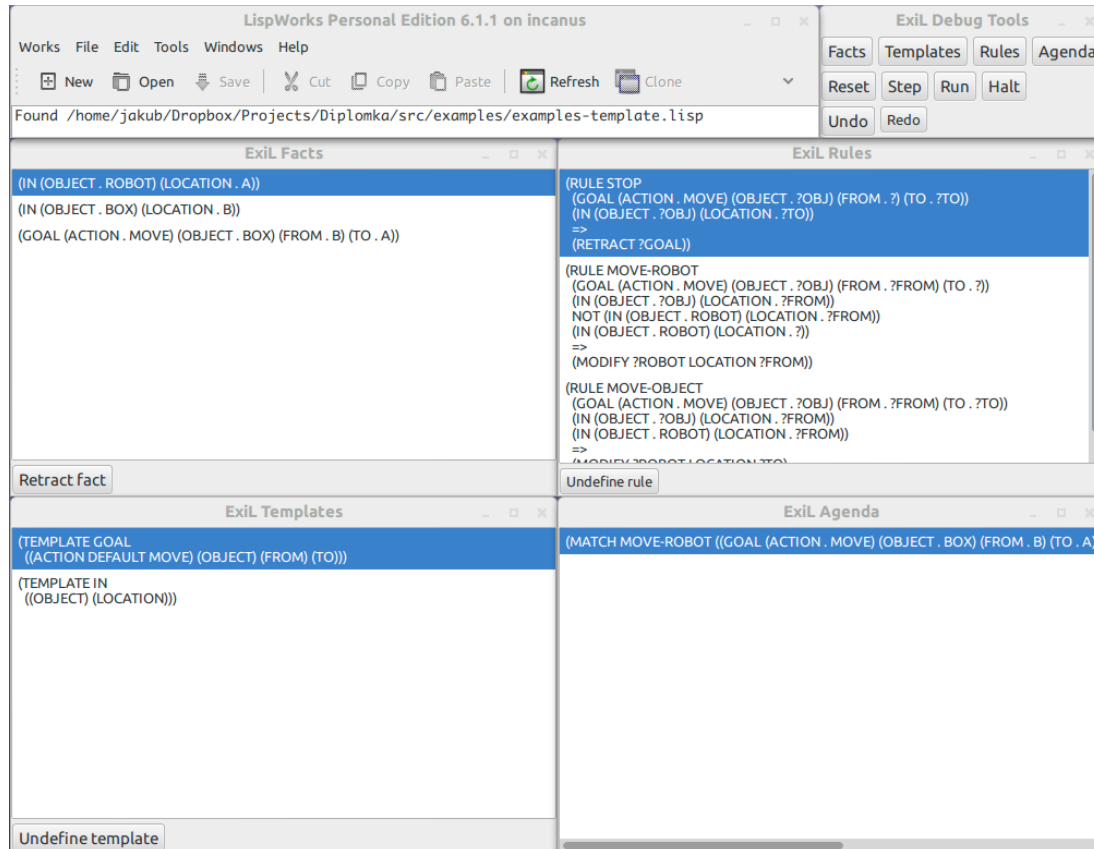 LispWorks Personal Edition 6.1.1 on incanus
Works File Edit Tools Windows Help
New Open Save Cut Copy Paste Refresh Clone
Found /home/jakub/Dropbox/Projects/Diplomka/src/examples/examples-template.lisp
ExiL Debug Tools
Facts Templates Rules Agenda
Reset Step Run Halt
Undo Redo
ExiL Facts
(IN (OBJECT . ROBOT) (LOCATION . A))
(IN (OBJECT . BOX) (LOCATION . B))
(GOAL (ACTION . MOVE) (OBJECT . BOX) (FROM . B) (TO . A))
Retract fact
ExiL Rules
(RULE STOP
(GOAL (ACTION . MOVE) (OBJECT . ?OBJ) (FROM . ?) (TO . ?TO))
(IN (OBJECT . ?OBJ) (LOCATION . ?TO))
=>
(RETRACT ?GOAL))
(RULE MOVE-ROBOT
(GOAL (ACTION . MOVE) (OBJECT . ?OBJ) (FROM . ?FROM) (TO . ?))
(IN (OBJECT . ?OBJ) (LOCATION . ?FROM))
NOT (IN (OBJECT . ROBOT) (LOCATION . ?FROM))
(IN (OBJECT . ROBOT) (LOCATION . ?))
=>
(MODIFY ?ROBOT LOCATION ?FROM))
(RULE MOVE-OBJECT
(GOAL (ACTION . MOVE) (OBJECT . ?OBJ) (FROM . ?FROM) (TO . ?TO))
(IN (OBJECT . ?OBJ) (LOCATION . ?FROM))
(IN (OBJECT . ROBOT) (LOCATION . ?FROM))
=>
(MODIFY ?ROBOT LOCATION ?TO)
Undefine rule
ExiL Templates
(TEMPLATE GOAL
((ACTION DEFAULT MOVE) (OBJECT) (FROM) (TO)))
(TEMPLATE IN
((OBJECT) (LOCATION)))
Undefine template
ExiL Agenda
(MATCH MOVE-ROBOT ((GOAL (ACTION . MOVE) (OBJECT . BOX) (FROM . B) (TO . A)